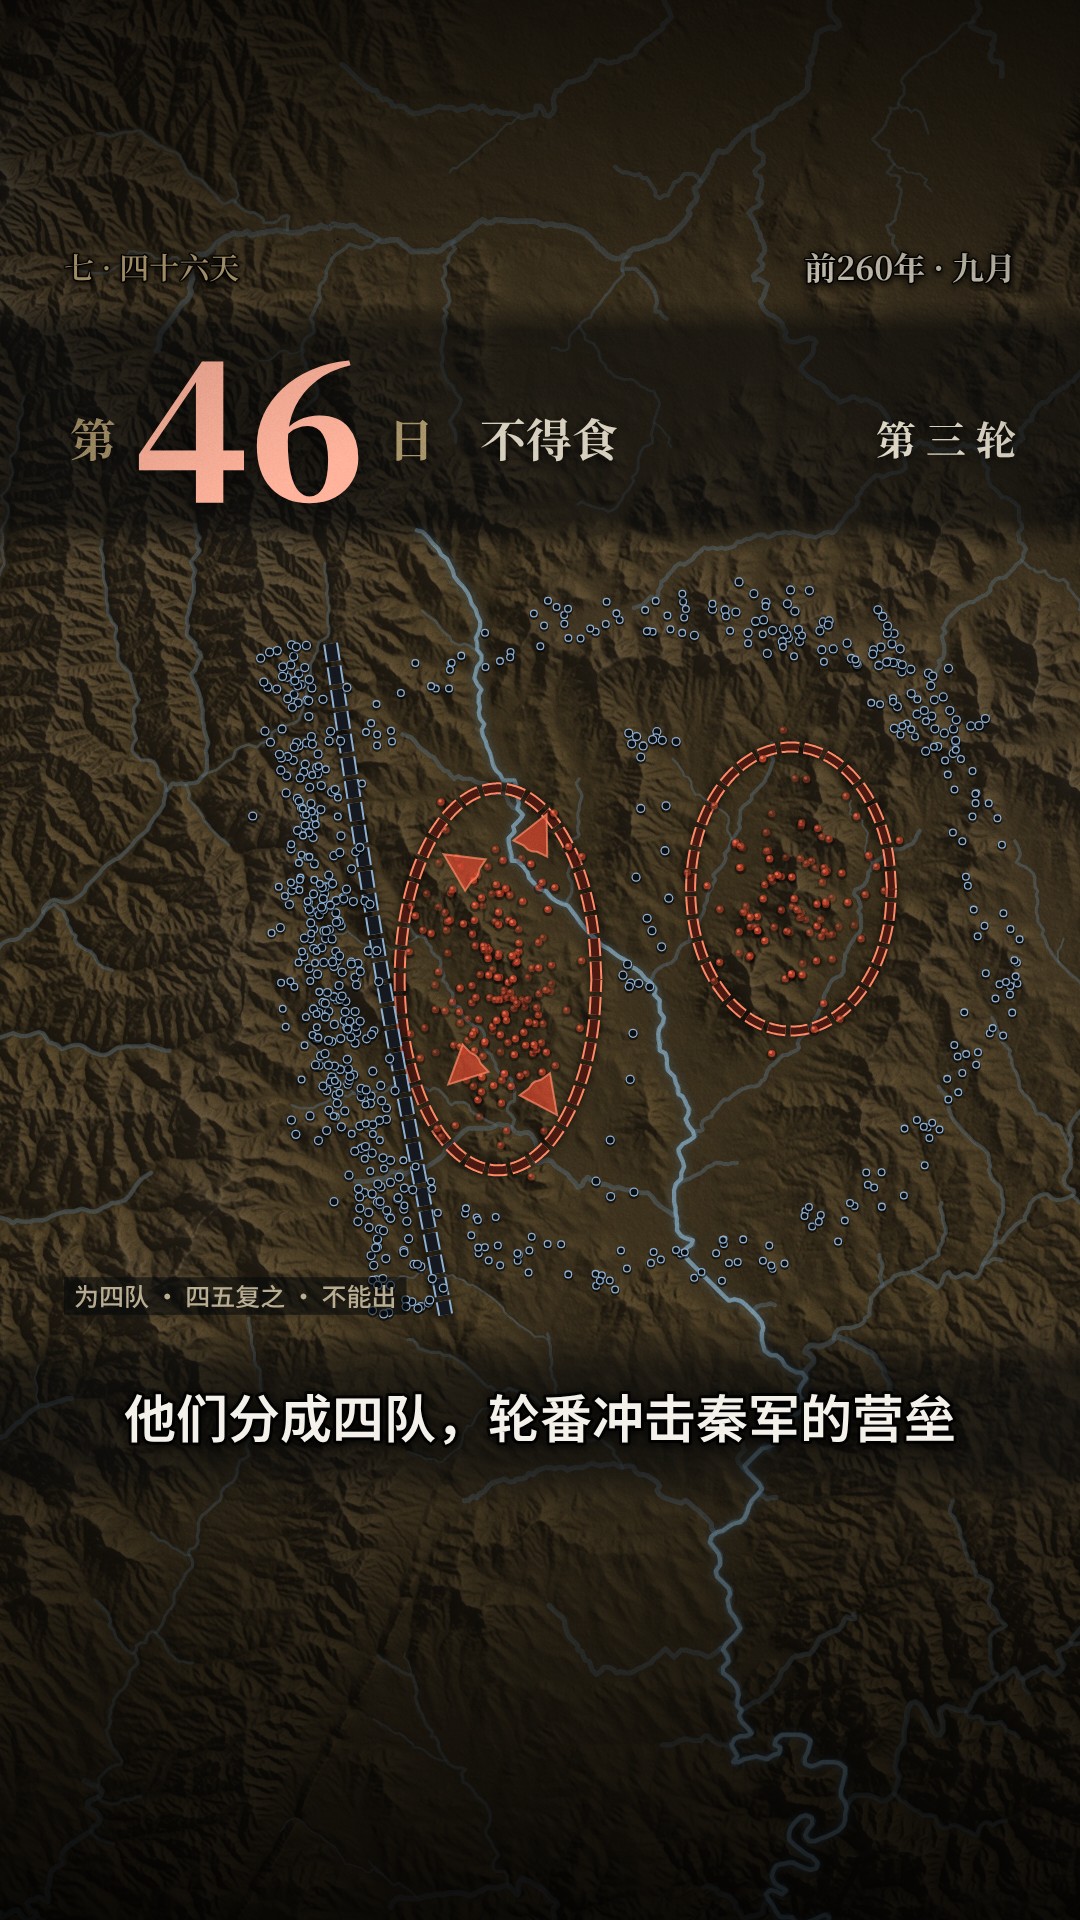 七·四十六天
前260年·九月
第46日 不得食
第三轮
为四队 · 四五复之 · 不能出
他们分成四队，轮番冲击秦军的营垒